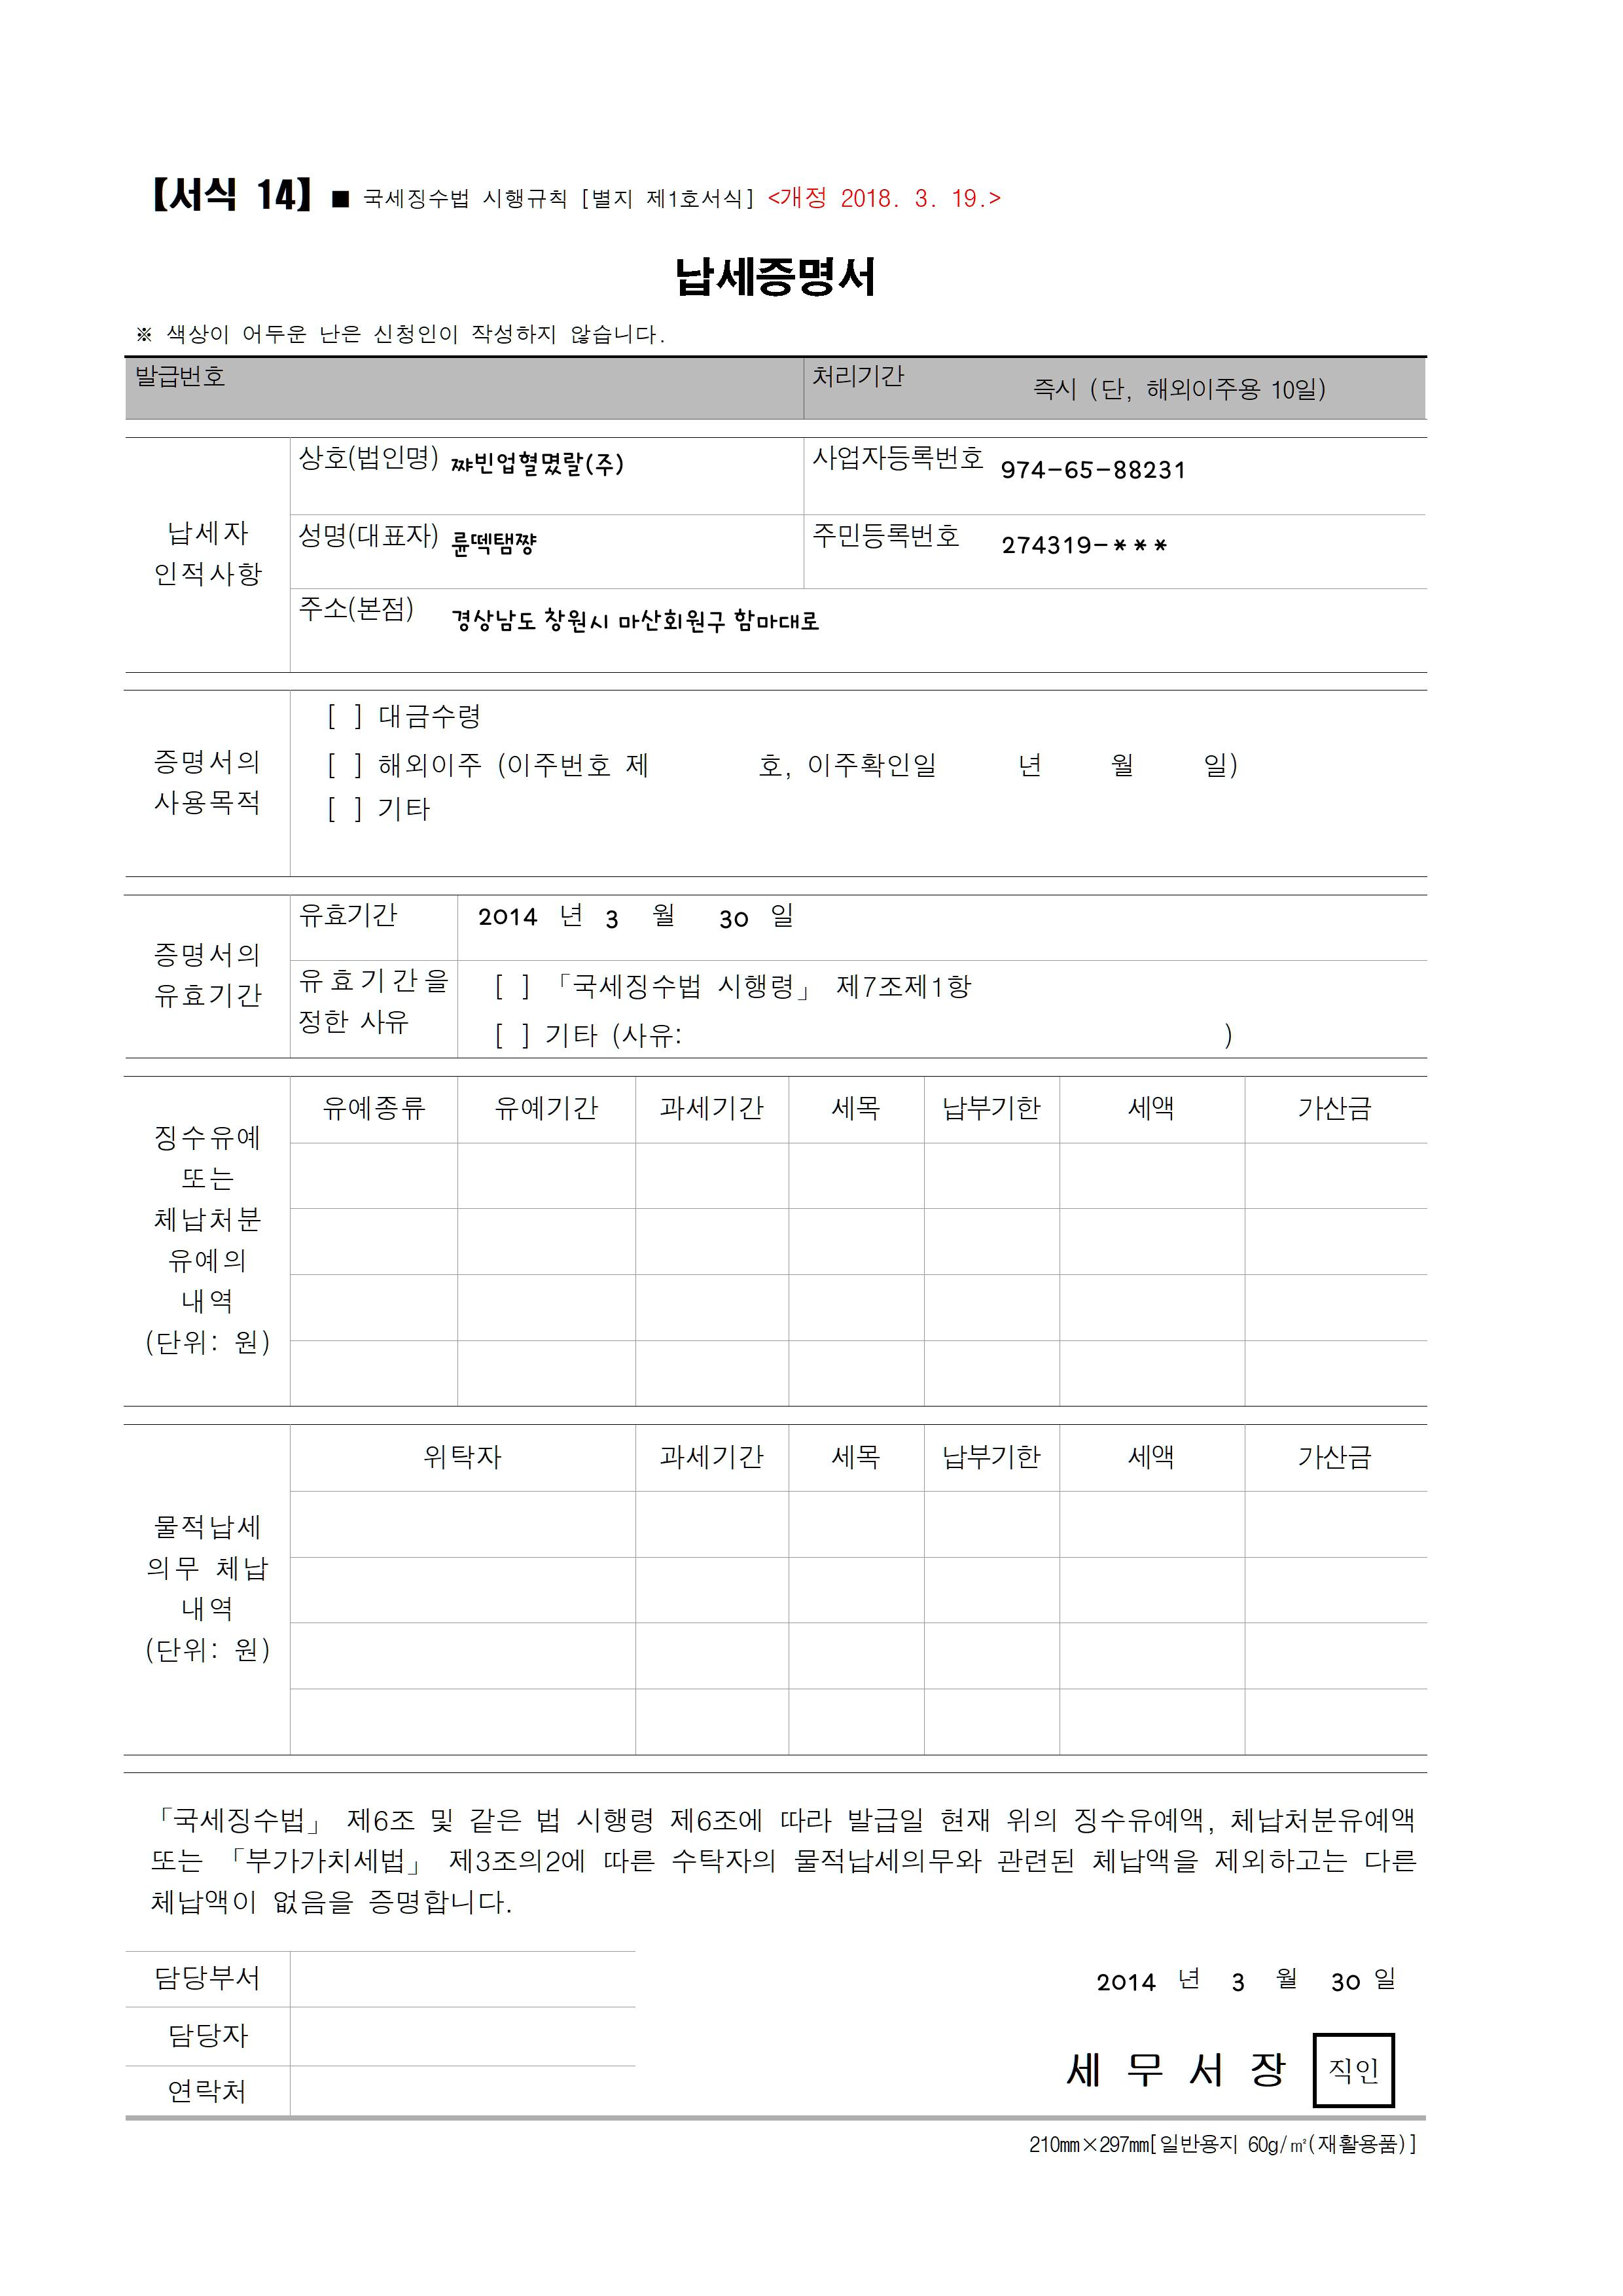 【서식 14】 ■ 국세징수법 시행규칙 [별지 제1호서식] <개정 2018. 3. 19.>
납세증명서
※ 색상이 어두운 난은 신청인이 작성하지 않습니다.
발급번호 처리기간 즉시 (단, 해외이주용 10일)
납세자 인적사항
상호(법인명) 쨔빈업혈몄랄(주) 사업자등록번호 974-65-88231
성명(대표자) 륜떽탬쨩 주민등록번호 274319-***
주소(본점) 경상남도 창원시 마산회원구 함마대로
증명서의 사용목적
[ ] 대금수령
[ ] 해외이주 (이주번호 제 호, 이주확인일 년 월 일)
[ ] 기타
증명서의 유효기간
유효기간 2014 년 3 월 30 일
유효기간을 정한 사유
[ ] 「국세징수법 시행령」 제7조제1항
[ ] 기타 (사유: )
징수유예 또는 체납처분 유예의 내역 (단위: 원)
유예종류 유예기간 과세기간 세목 납부기한 세액 가산금
물적납세 의무 체납 내역 (단위: 원)
위탁자 과세기간 세목 납부기한 세액 가산금
「국세징수법」 제6조 및 같은 법 시행령 제6조에 따라 발급일 현재 위의 징수유예액, 체납처분유예액
또는 「부가가치세법」 제3조의2에 따른 수탁자의 물적납세의무와 관련된 체납액을 제외하고는 다른
체납액이 없음을 증명합니다.
담당부서
담당자
연락처
2014 년 3 월 30 일
세 무 서 장 직인
210㎜×297㎜[일반용지 60g/㎡(재활용품)]